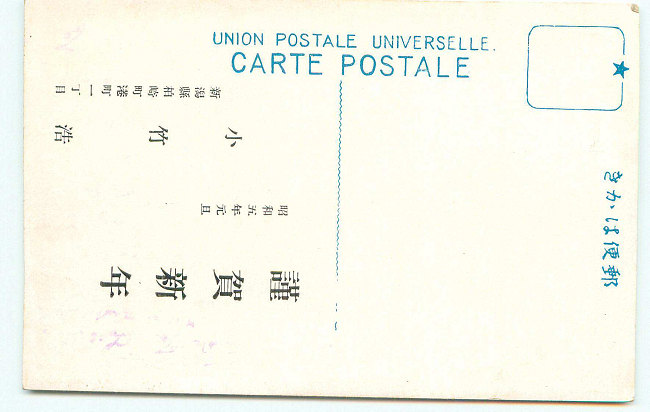 UNION POSTALE UNIVERSELLE.
CARTE POSTALE
きかは便郵
謹賀新年
昭和五年元旦
新潟縣柏崎町港町一丁目
小竹浩